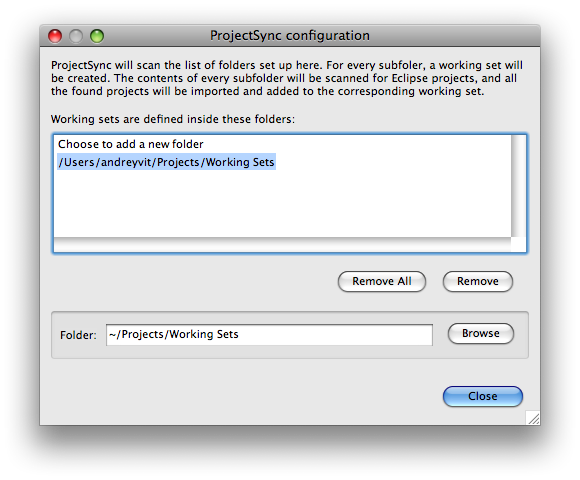 ProjectSync configuration
ProjectSync will scan the list of folders set up here. For every subfoler, a working set will
be created. The contents of every subfolder will be scanned for Eclipse projects, and all
the found projects will be imported and added to the corresponding working set.
Working sets are defined inside these folders:
Choose to add a new folder
/Users/andreyvit/Projects/Working Sets
Remove All
Remove
Folder:
~/Projects/Working Sets
Browse
Close